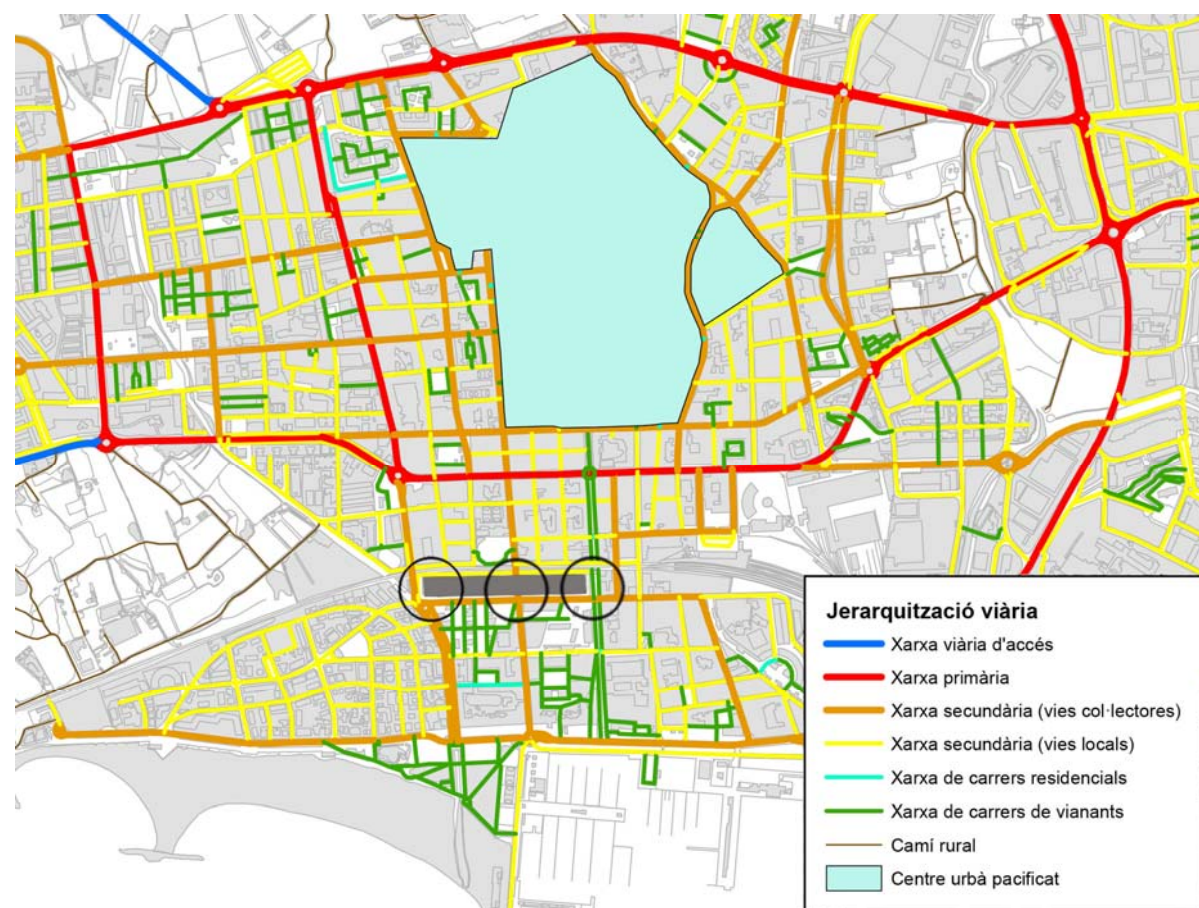 Jerarquització viària
Xarxa viària d'accés
Xarxa primària
Xarxa secundària (vies col·lectores)
Xarxa secundària (vies locals)
Xarxa de carrers residencials
Xarxa de carrers de vianants
Camí rural
Centre urbà pacificat